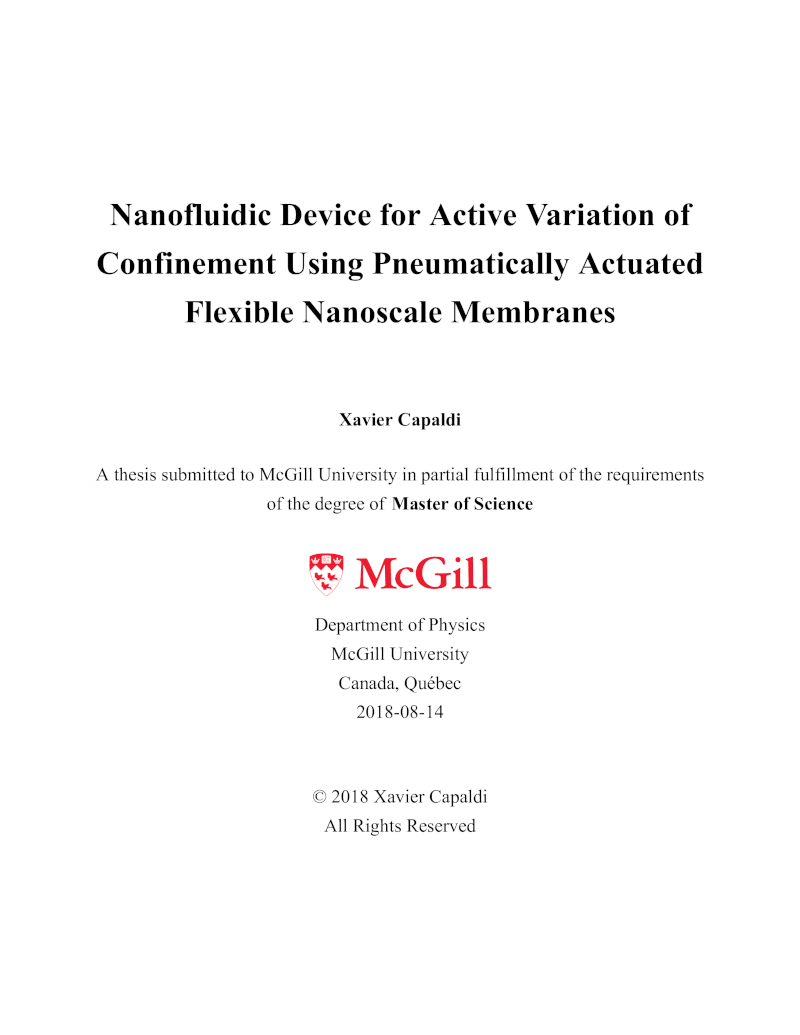 Nanofluidic Device for Active Variation of
Confinement Using Pneumatically Actuated
Flexible Nanoscale Membranes
Xavier Capaldi
A thesis submitted to McGill University in partial fulfillment of the requirements
of the degree of Master of Science
McGill
Department of Physics
McGill University
Canada, Québec
2018-08-14
© 2018 Xavier Capaldi
All Rights Reserved